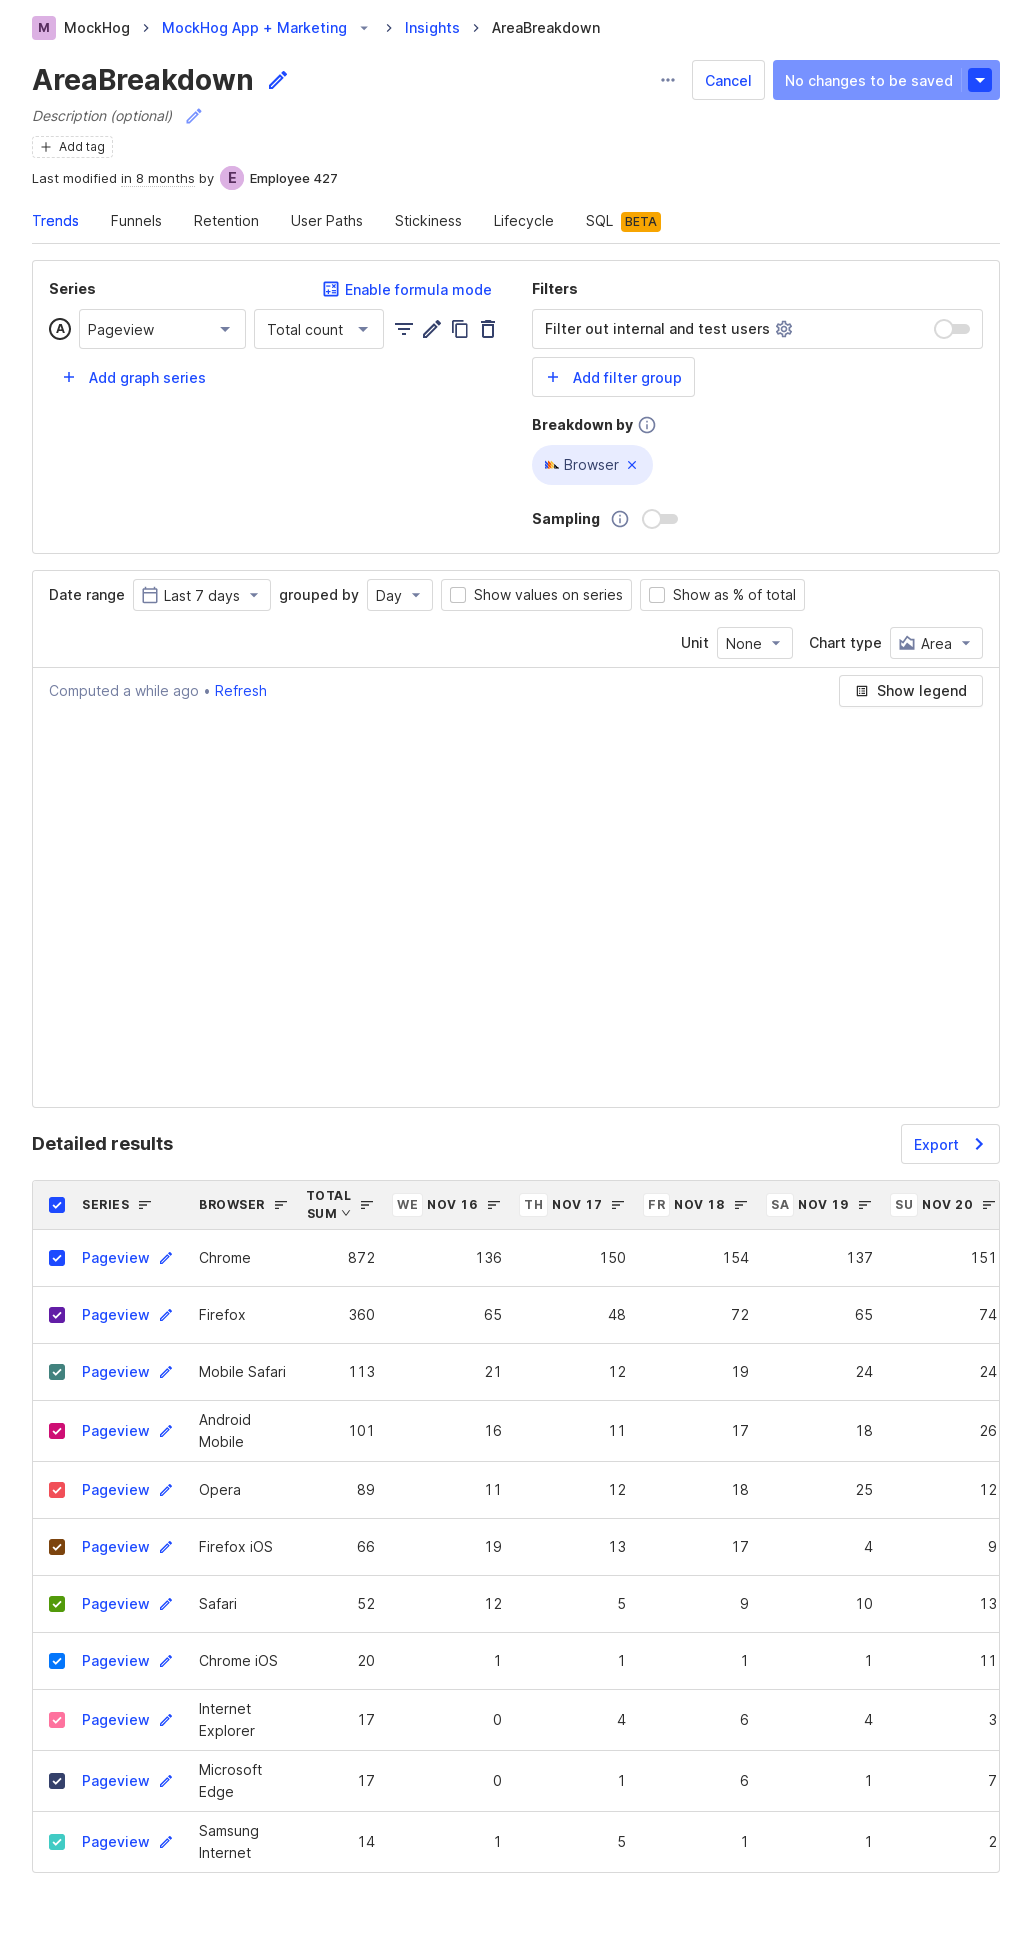 M MockHog MockHog App + Marketing Insights AreaBreakdown
AreaBreakdown
Cancel
No changes to be saved
Description (optional)
Add tag
Last modified in 8 months by E Employee 427
Trends Funnels Retention User Paths Stickiness Lifecycle SQL BETA
Series
Enable formula mode
A Pageview Total count
Add graph series
Filters
Filter out internal and test users
Add filter group
Breakdown by
Browser
Sampling
Date range Last 7 days grouped by Day Show values on series Show as % of total
Unit None Chart type Area
Computed a while ago • Refresh
Show legend
Detailed results
Export
SERIES BROWSER TOTAL SUM WE NOV 16 TH NOV 17 FR NOV 18 SA NOV 19 SU NOV 20
Pageview Chrome 872 136 150 154 137 151
Pageview Firefox 360 65 48 72 65 74
Pageview Mobile Safari 113 21 12 19 24 24
Pageview Android Mobile 101 16 11 17 18 26
Pageview Opera 89 11 12 18 25 12
Pageview Firefox iOS 66 19 13 17 4 9
Pageview Safari 52 12 5 9 10 13
Pageview Chrome iOS 20 1 1 1 1 11
Pageview Internet Explorer 17 0 4 6 4 3
Pageview Microsoft Edge 17 0 1 6 1 7
Pageview Samsung Internet 14 1 5 1 1 2